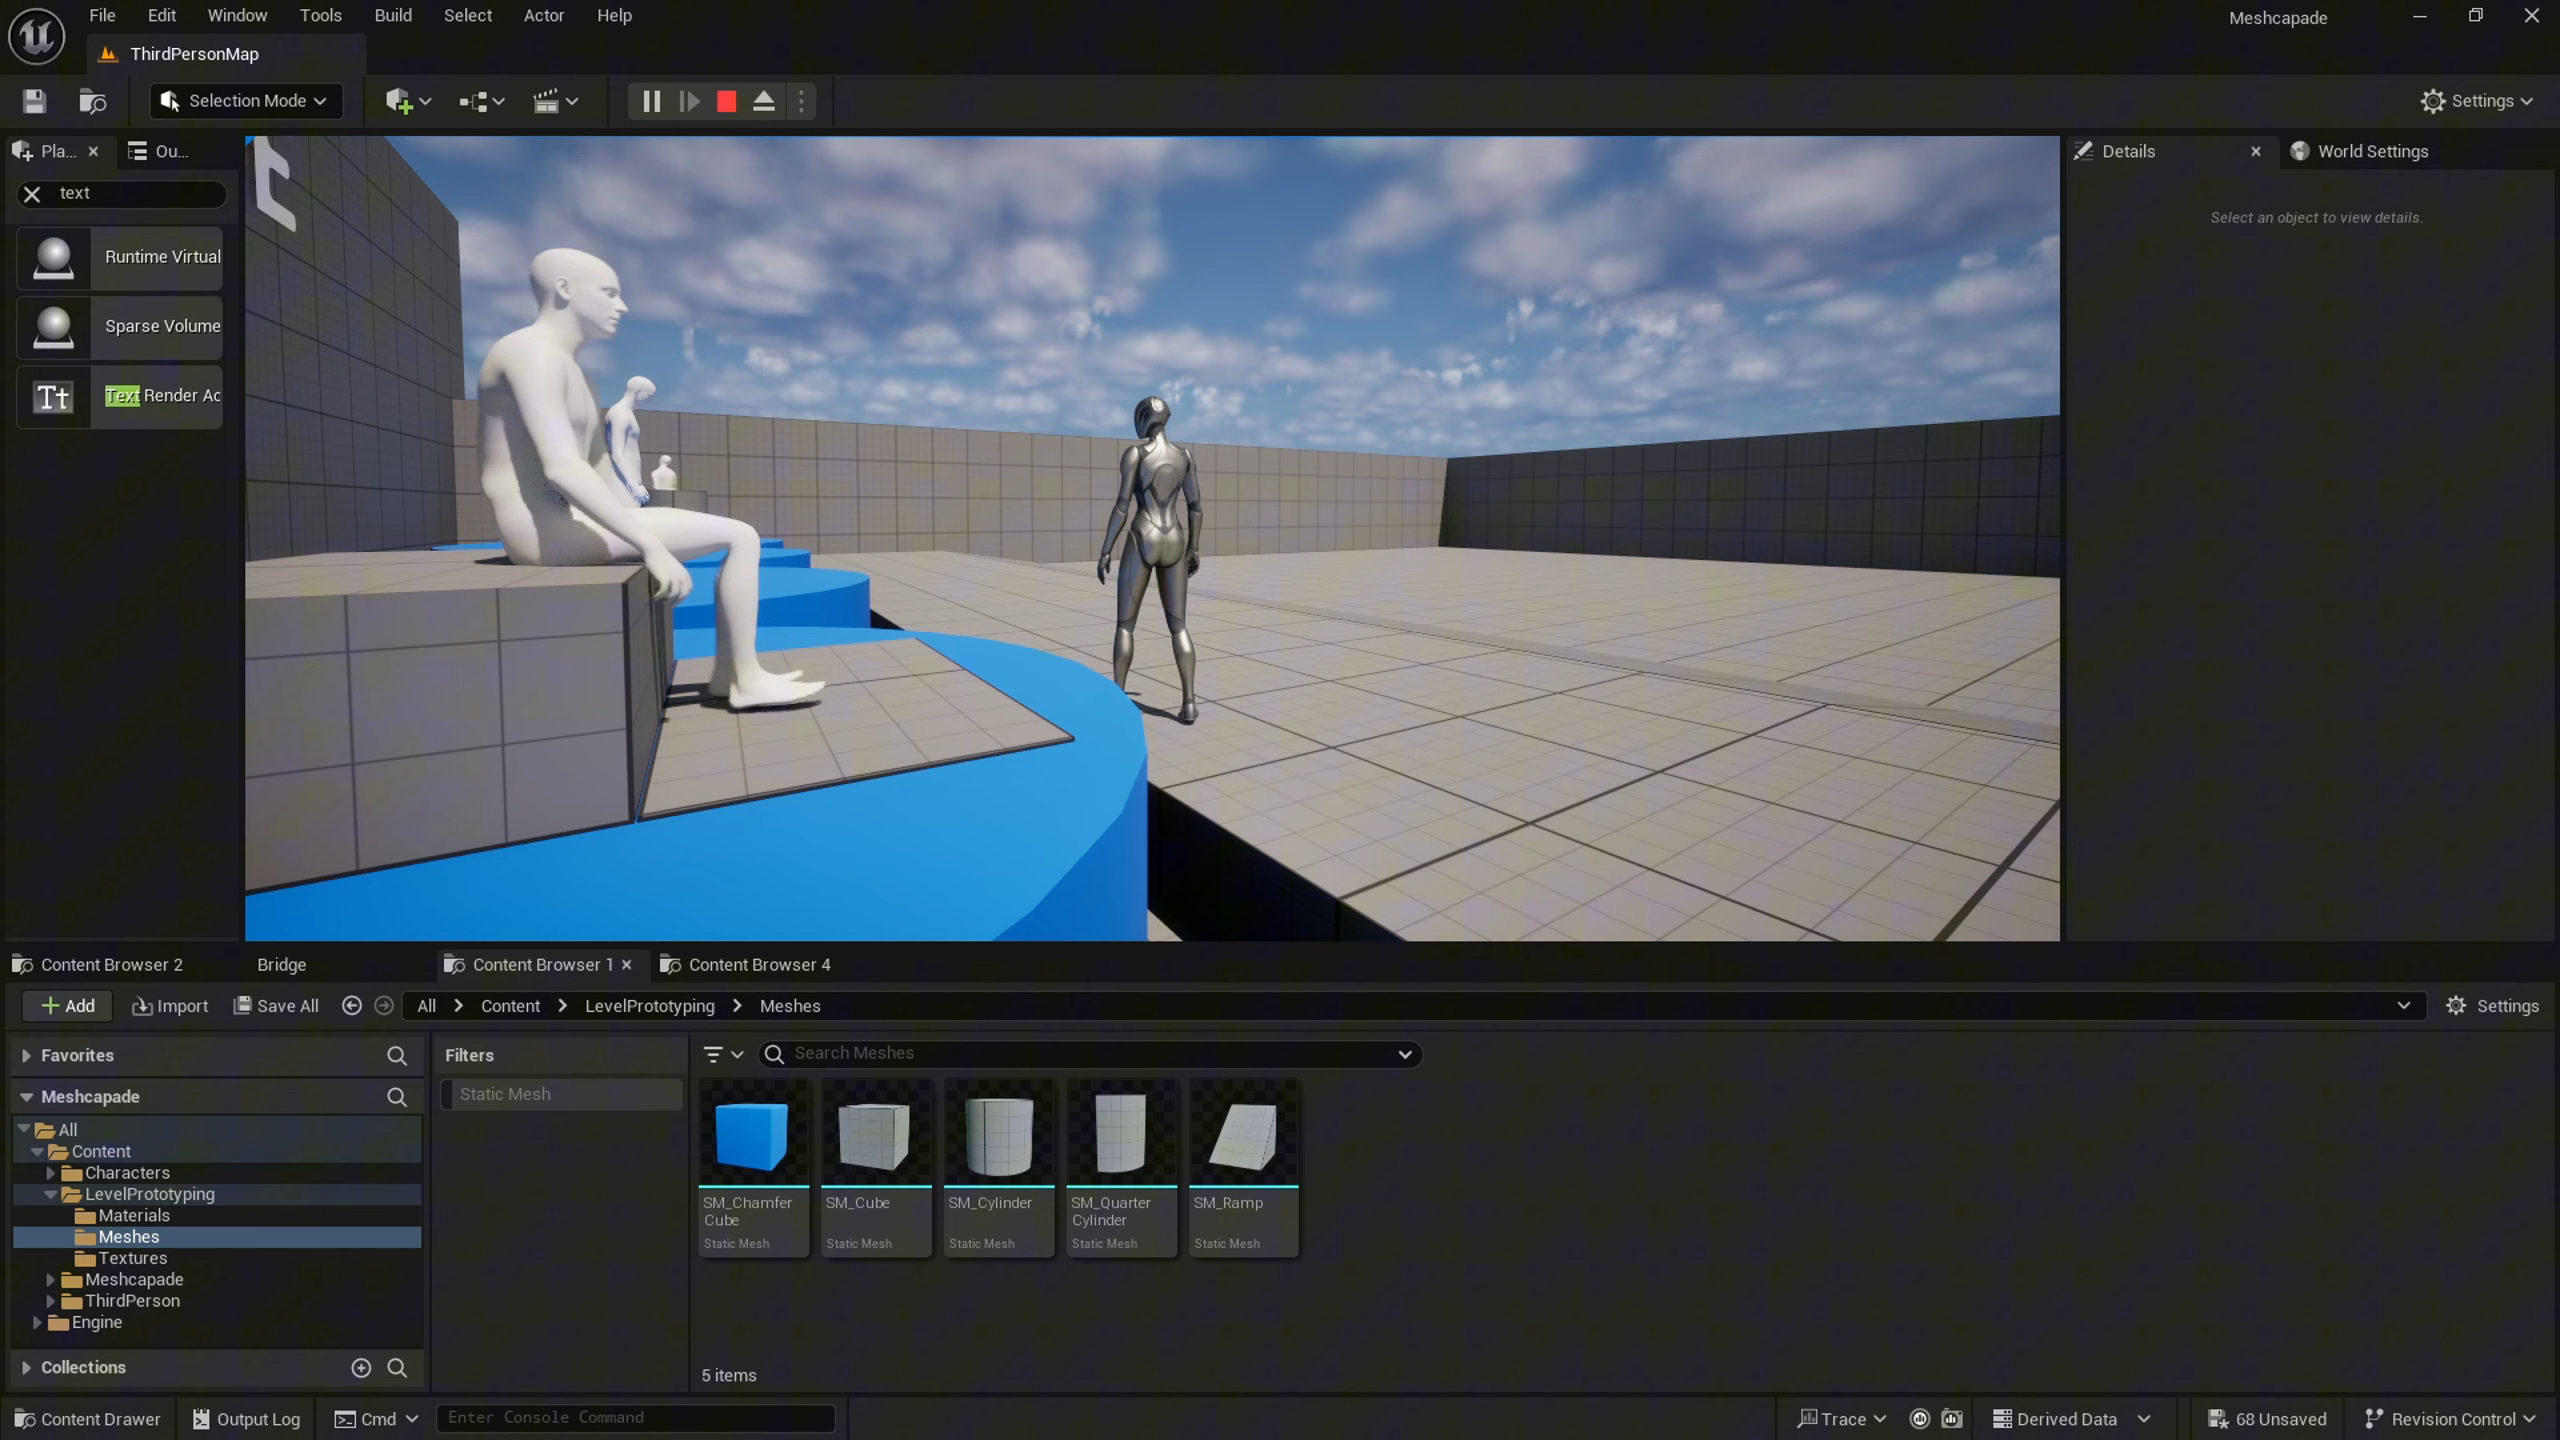 File Edit Window Tools Build Select Actor Help
Meshcapade
ThirdPersonMap
Selection Mode
Settings
Pla...
Ou...
Details
World Settings
text
Select an object to view details.
Runtime Virtual
Sparse Volume
Tt
Text Render Ac
t
Content Browser 2
Bridge
Content Browser 1
Content Browser 4
Add
Import
Save All
All
Content
LevelPrototyping
Meshes
Settings
Favorites
Filters
Search Meshes
Static Mesh
Meshcapade
All
Content
Characters
LevelPrototyping
Materials
Meshes
Textures
Meshcapade
ThirdPerson
Engine
SM_Chamfer
Cube
Static Mesh
SM_Cube
Static Mesh
SM_Cylinder
Static Mesh
SM_Quarter
Cylinder
Static Mesh
SM_Ramp
Static Mesh
Collections
5 items
Content Drawer
Output Log
Cmd
Enter Console Command
Trace
Derived Data
68 Unsaved
Revision Control